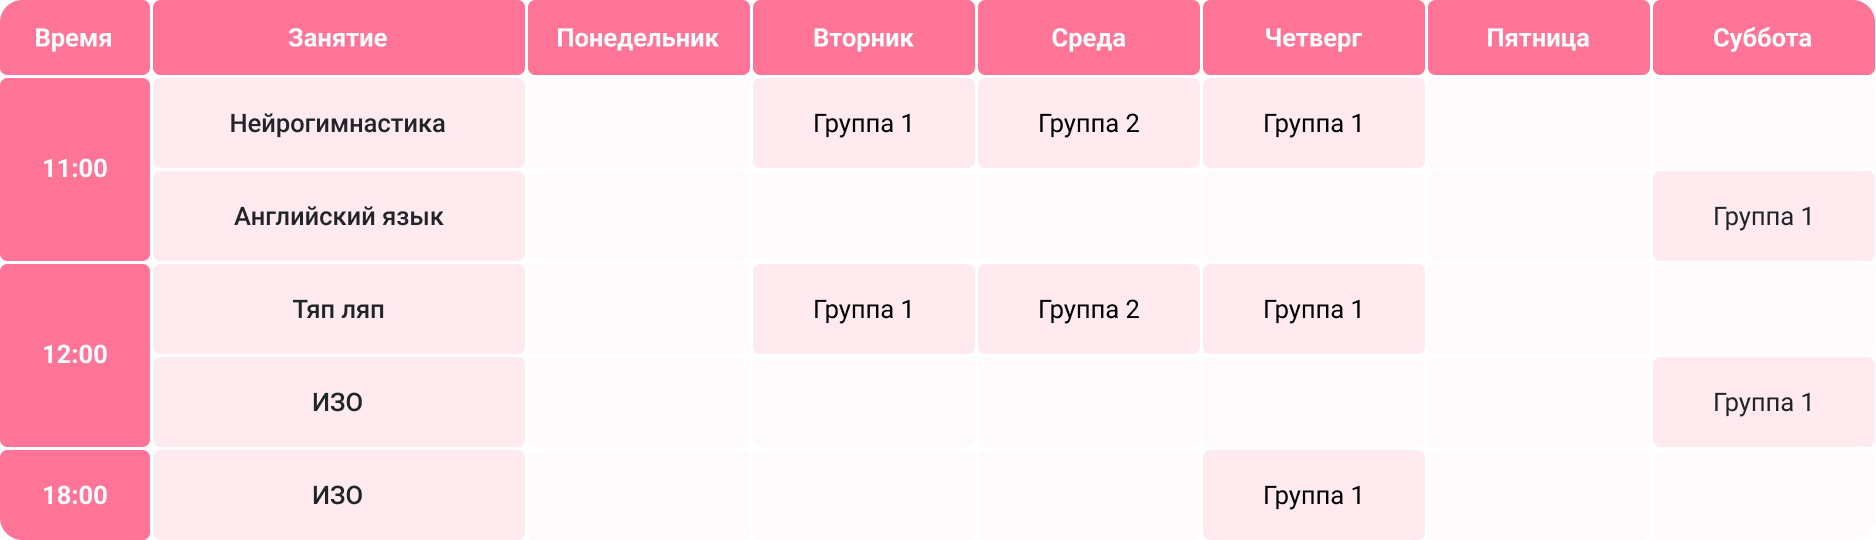 Время Занятие Понедельник Вторник Среда Четверг Пятница Суббота
11:00
Нейрогимнастика Группа 1 Группа 2 Группа 1
Английский язык Группа 1
12:00
Тяп ляп Группа 1 Группа 2 Группа 1
ИЗО Группа 1
18:00 ИЗО Группа 1